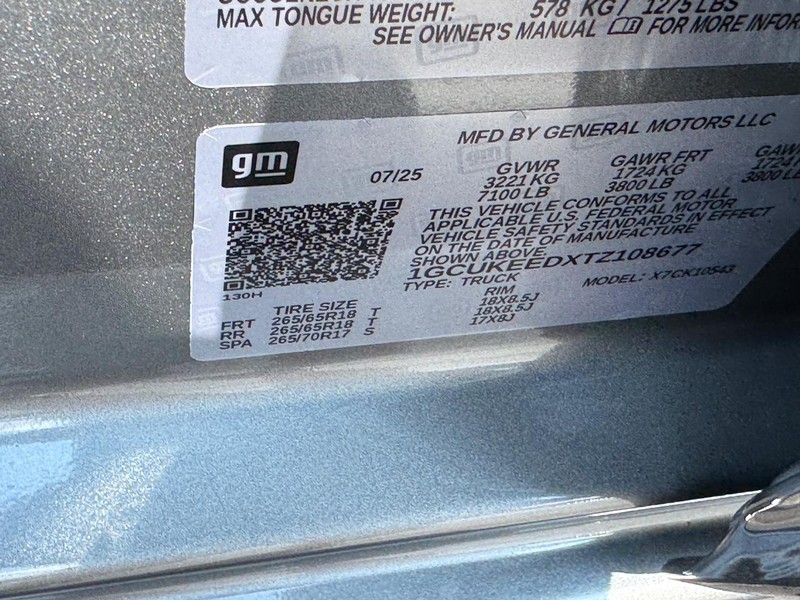 MAX TONGUE WEIGHT: 578 KG / 1275 LBS
SEE OWNER'S MANUAL FOR MORE INFOR
gm
MFD BY GENERAL MOTORS LLC
07/25 GVWR GAWR FRT GAW
3221 KG 1724 KG 1724
7100 LB 3800 LB 3800 L
THIS VEHICLE CONFORMS TO ALL
APPLICABLE U.S. FEDERAL MOTOR
VEHICLE SAFETY STANDARDS IN EFFECT
ON THE DATE OF MANUFACTURE
SHOWN ABOVE.
1GCUKEEDXTZ108677
TYPE: TRUCK MODEL: X7CK10543
130H
TIRE SIZE RIM
FRT 265/65R18 T 18X8.5J
RR 265/65R18 T 18X8.5J
SPA 265/70R17 S 17X8J